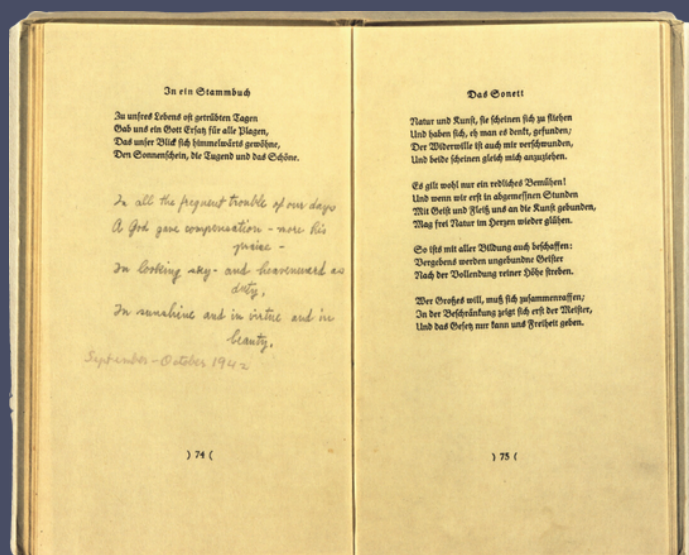 In ein Stammbuch
Zu unsres Lebens oft getrübten Tagen
Gab uns ein Gott Ersatz für alle Plagen,
Das unser Blick sich himmelwärts gewöhne,
Den Sonnenschein, die Tugend und das Schöne.
In all the frequent trouble of our days
A God gave compensation - more his
praise -
In looking sky- and heavenward as
duty,
In sunshine and in virtue and in
beauty.
September - October 1942
) 74 (
Das Sonett
Natur und Kunst, sie scheinen sich zu fliehen
Und haben sich, eh man es denkt, gefunden;
Der Widerwille ist auch mir verschwunden,
Und beide scheinen gleich mich anzuziehen.
Es gilt wohl nur ein redliches Bemühen!
Und wenn wir erst in abgemeßnen Stunden
Mit Geist und Fleiß uns an die Kunst gebunden,
Mag frei Natur im Herzen wieder glühen.
So ists mit aller Bildung auch beschaffen:
Vergebens werden ungebundne Geister
Nach der Vollendung reiner Höhe streben.
Wer Großes will, muß sich zusammenraffen;
In der Beschränkung zeigt sich erst der Meister,
Und das Gesetz nur kann uns Freiheit geben.
) 75 (